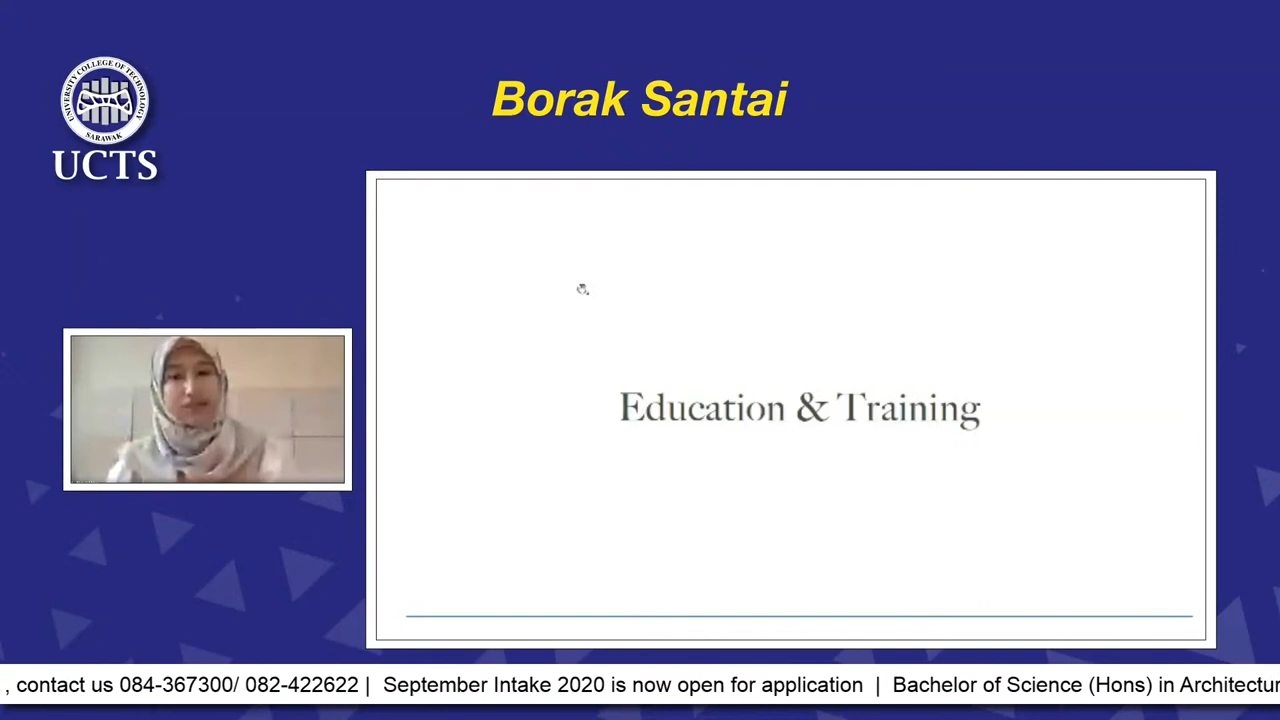 Borak Santai
UNIVERSITY COLLEGE OF TECHNOLOGY
SARAWAK
UCTS
Education & Training
, contact us 084-367300/ 082-422622 | September Intake 2020 is now open for application | Bachelor of Science (Hons) in Architectur